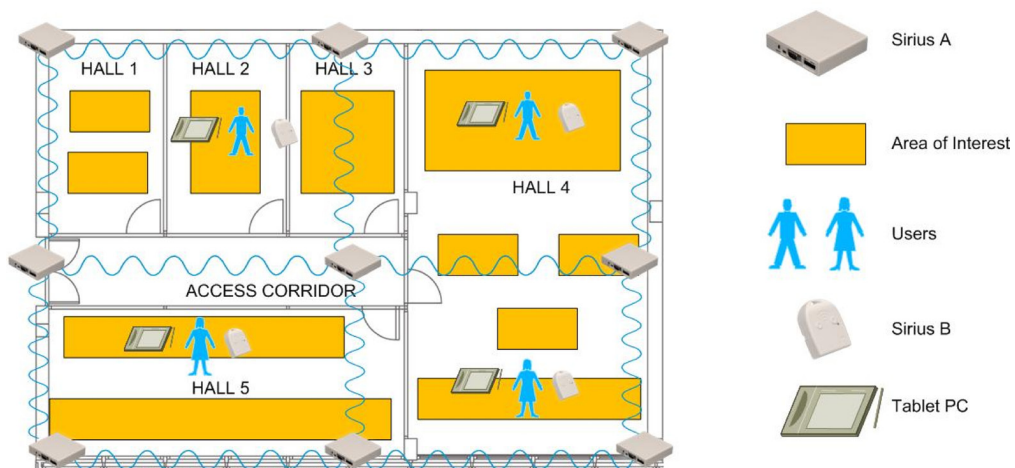 HALL 1
HALL 2
HALL 3
HALL 4
ACCESS CORRIDOR
HALL 5
Sirius A
Area of Interest
Users
Sirius B
Tablet PC